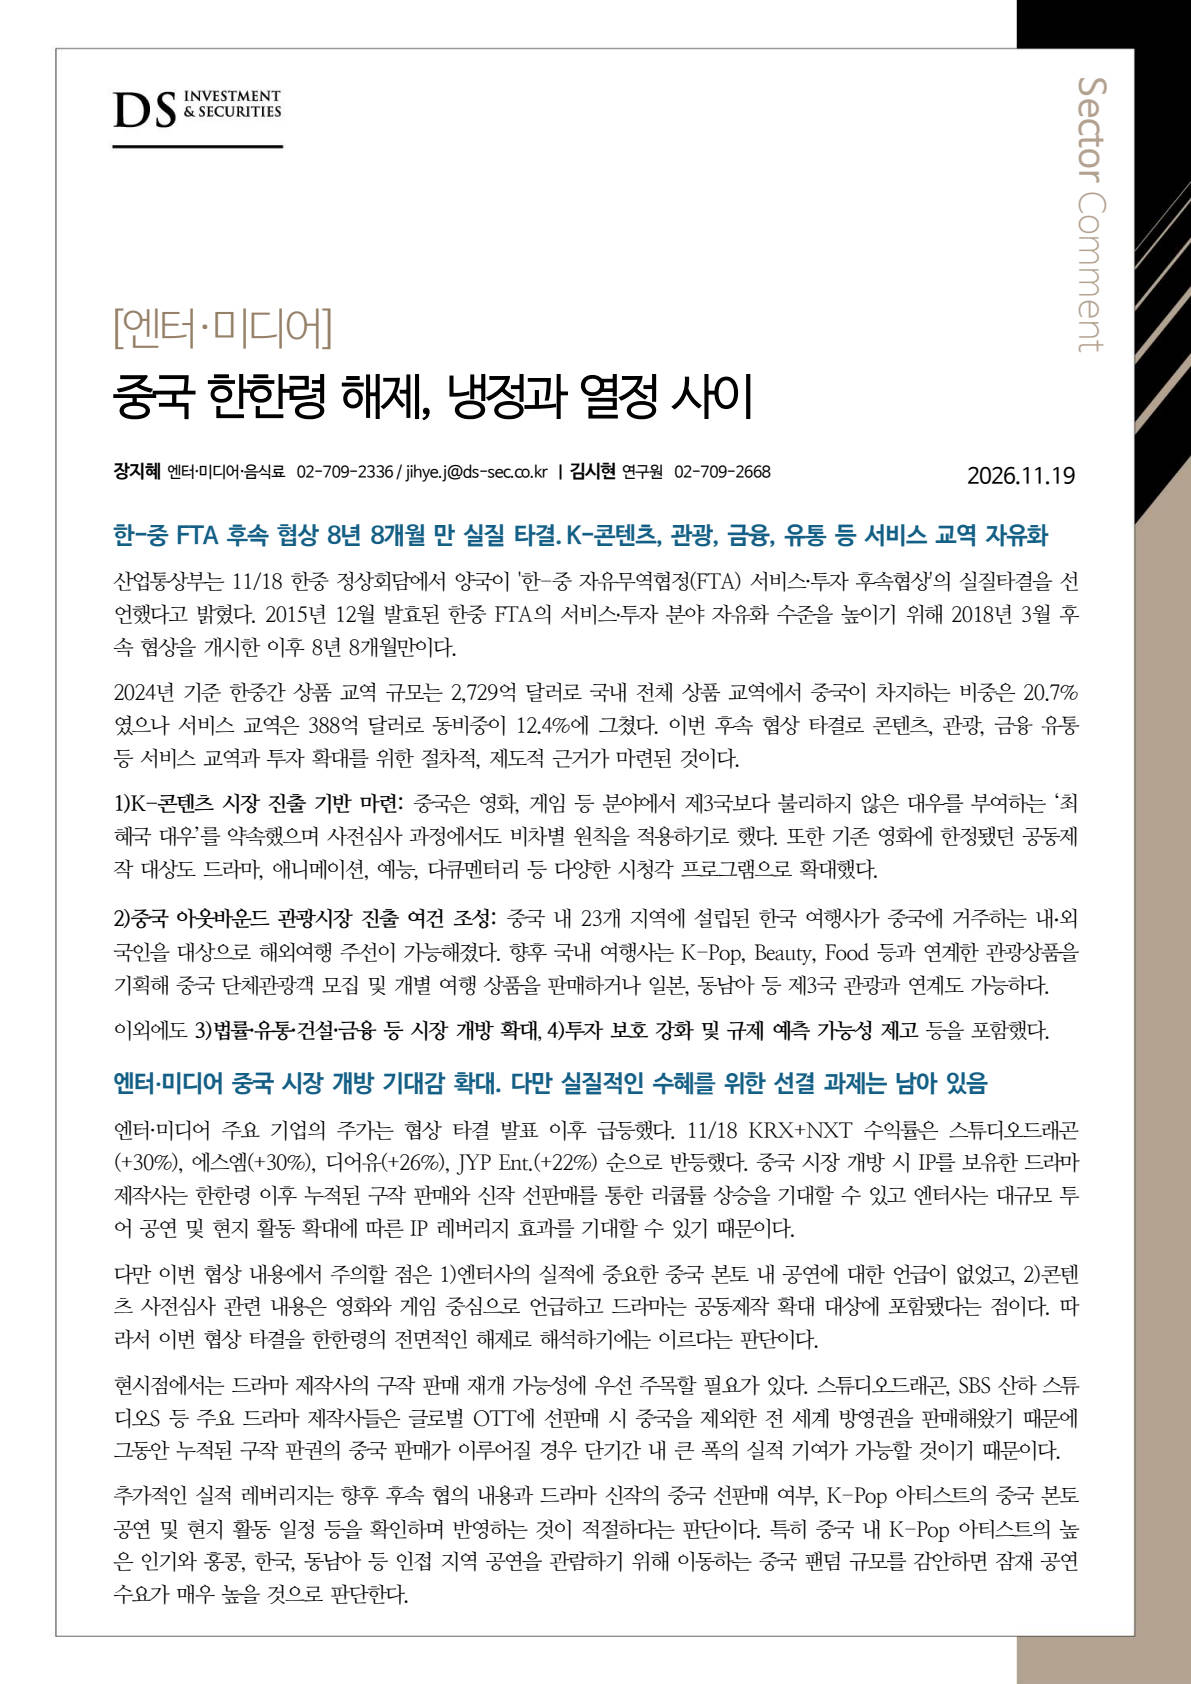 DS INVESTMENT
& SECURITIES
Sector Comment
[엔터·미디어]
중국 한한령 해제, 냉정과 열정 사이
장지혜 엔터·미디어·음식료 02-709-2336 / jihye.j@ds-sec.co.kr | 김시현 연구원 02-709-2668
2026.11.19
한-중 FTA 후속 협상 8년 8개월 만 실질 타결. K-콘텐츠, 관광, 금융, 유통 등 서비스 교역 자유화
산업통상부는 11/18 한중 정상회담에서 양국이 '한-중 자유무역협정(FTA) 서비스·투자 후속협상'의 실질타결을 선
언했다고 밝혔다. 2015년 12월 발효된 한중 FTA의 서비스·투자 분야 자유화 수준을 높이기 위해 2018년 3월 후
속 협상을 개시한 이후 8년 8개월만이다.
2024년 기준 한중간 상품 교역 규모는 2,729억 달러로 국내 전체 상품 교역에서 중국이 차지하는 비중은 20.7%
였으나 서비스 교역은 388억 달러로 동비중이 12.4%에 그쳤다. 이번 후속 협상 타결로 콘텐츠, 관광, 금융 유통
등 서비스 교역과 투자 확대를 위한 절차적, 제도적 근거가 마련된 것이다.
1)K-콘텐츠 시장 진출 기반 마련: 중국은 영화, 게임 등 분야에서 제3국보다 불리하지 않은 대우를 부여하는 ‘최
혜국 대우’를 약속했으며 사전심사 과정에서도 비차별 원칙을 적용하기로 했다. 또한 기존 영화에 한정됐던 공동제
작 대상도 드라마, 애니메이션, 예능, 다큐멘터리 등 다양한 시청각 프로그램으로 확대했다.
2)중국 아웃바운드 관광시장 진출 여건 조성: 중국 내 23개 지역에 설립된 한국 여행사가 중국에 거주하는 내·외
국인을 대상으로 해외여행 주선이 가능해졌다. 향후 국내 여행사는 K-Pop, Beauty, Food 등과 연계한 관광상품을
기획해 중국 단체관광객 모집 및 개별 여행 상품을 판매하거나 일본, 동남아 등 제3국 관광과 연계도 가능하다.
이외에도 3)법률·유통·건설·금융 등 시장 개방 확대, 4)투자 보호 강화 및 규제 예측 가능성 제고 등을 포함했다.
엔터·미디어 중국 시장 개방 기대감 확대. 다만 실질적인 수혜를 위한 선결 과제는 남아 있음
엔터·미디어 주요 기업의 주가는 협상 타결 발표 이후 급등했다. 11/18 KRX+NXT 수익률은 스튜디오드래곤
(+30%), 에스엠(+30%), 디어유(+26%), JYP Ent.(+22%) 순으로 반등했다. 중국 시장 개방 시 IP를 보유한 드라마
제작사는 한한령 이후 누적된 구작 판매와 신작 선판매를 통한 리쿱률 상승을 기대할 수 있고 엔터사는 대규모 투
어 공연 및 현지 활동 확대에 따른 IP 레버리지 효과를 기대할 수 있기 때문이다.
다만 이번 협상 내용에서 주의할 점은 1)엔터사의 실적에 중요한 중국 본토 내 공연에 대한 언급이 없었고, 2)콘텐
츠 사전심사 관련 내용은 영화와 게임 중심으로 언급하고 드라마는 공동제작 확대 대상에 포함됐다는 점이다. 따
라서 이번 협상 타결을 한한령의 전면적인 해제로 해석하기에는 이르다는 판단이다.
현시점에서는 드라마 제작사의 구작 판매 재개 가능성에 우선 주목할 필요가 있다. 스튜디오드래곤, SBS 산하 스튜
디오S 등 주요 드라마 제작사들은 글로벌 OTT에 선판매 시 중국을 제외한 전 세계 방영권을 판매해왔기 때문에
그동안 누적된 구작 판권의 중국 판매가 이루어질 경우 단기간 내 큰 폭의 실적 기여가 가능할 것이기 때문이다.
추가적인 실적 레버리지는 향후 후속 협의 내용과 드라마 신작의 중국 선판매 여부, K-Pop 아티스트의 중국 본토
공연 및 현지 활동 일정 등을 확인하며 반영하는 것이 적절하다는 판단이다. 특히 중국 내 K-Pop 아티스트의 높
은 인기와 홍콩, 한국, 동남아 등 인접 지역 공연을 관람하기 위해 이동하는 중국 팬덤 규모를 감안하면 잠재 공연
수요가 매우 높을 것으로 판단한다.